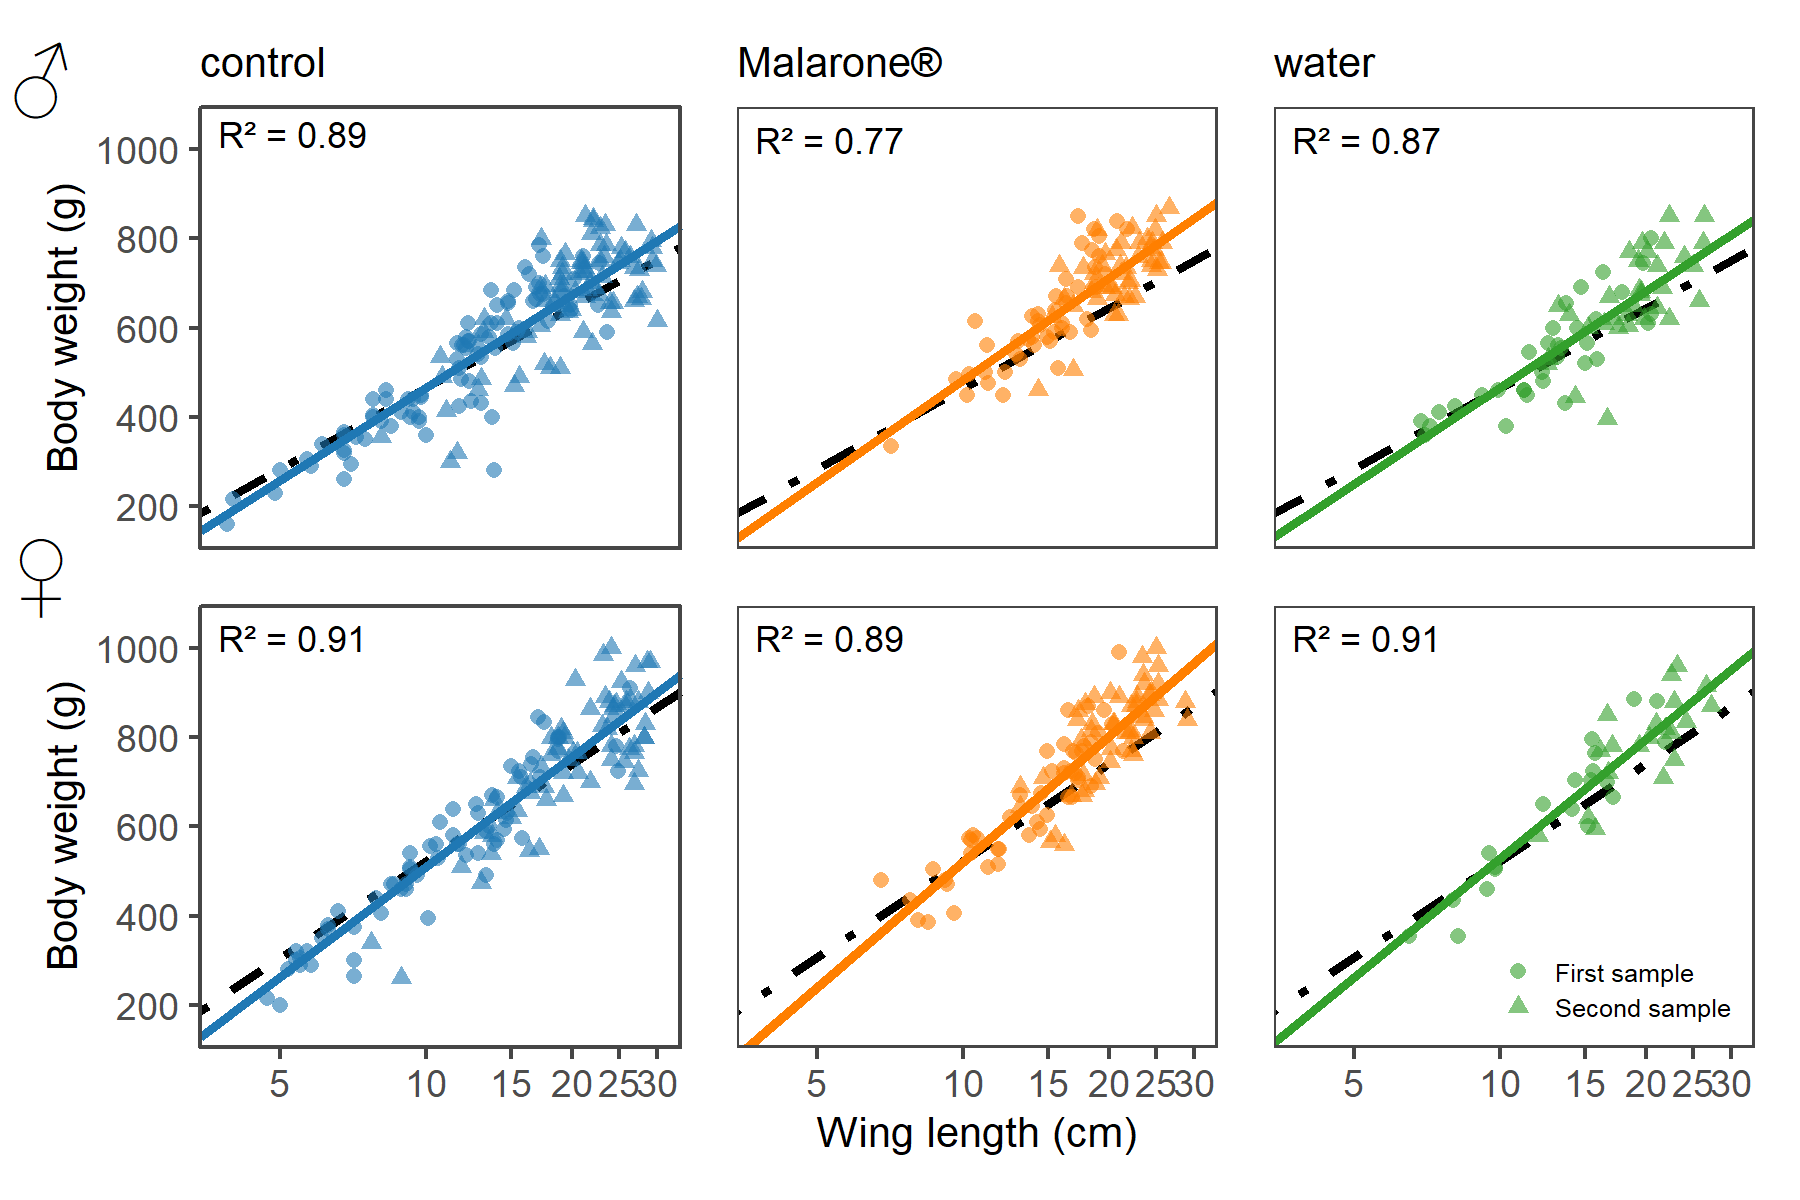 ♂
control Malarone® water
R² = 0.89 R² = 0.77 R² = 0.87
1000
800
600
400
200
Body weight (g)
♀
R² = 0.91 R² = 0.89 R² = 0.91
1000
800
600
400
200
Body weight (g)
First sample
Second sample
5 10 15 20 25 30 5 10 15 20 25 30 5 10 15 20 25 30
Wing length (cm)